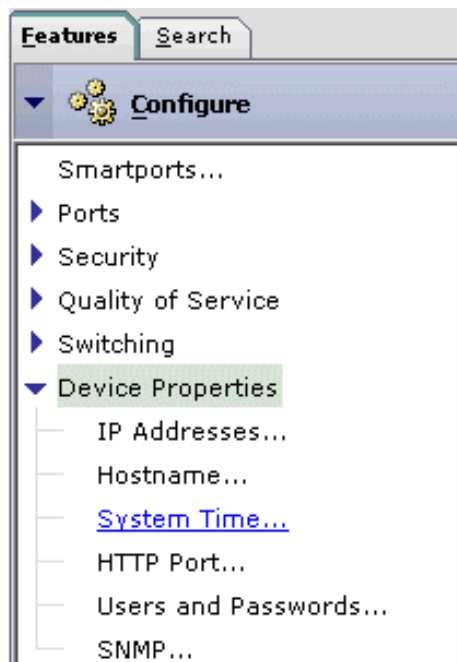 Features Search
Configure
Smartports...
Ports
Security
Quality of Service
Switching
Device Properties
IP Addresses...
Hostname...
System Time...
HTTP Port...
Users and Passwords...
SNMP...